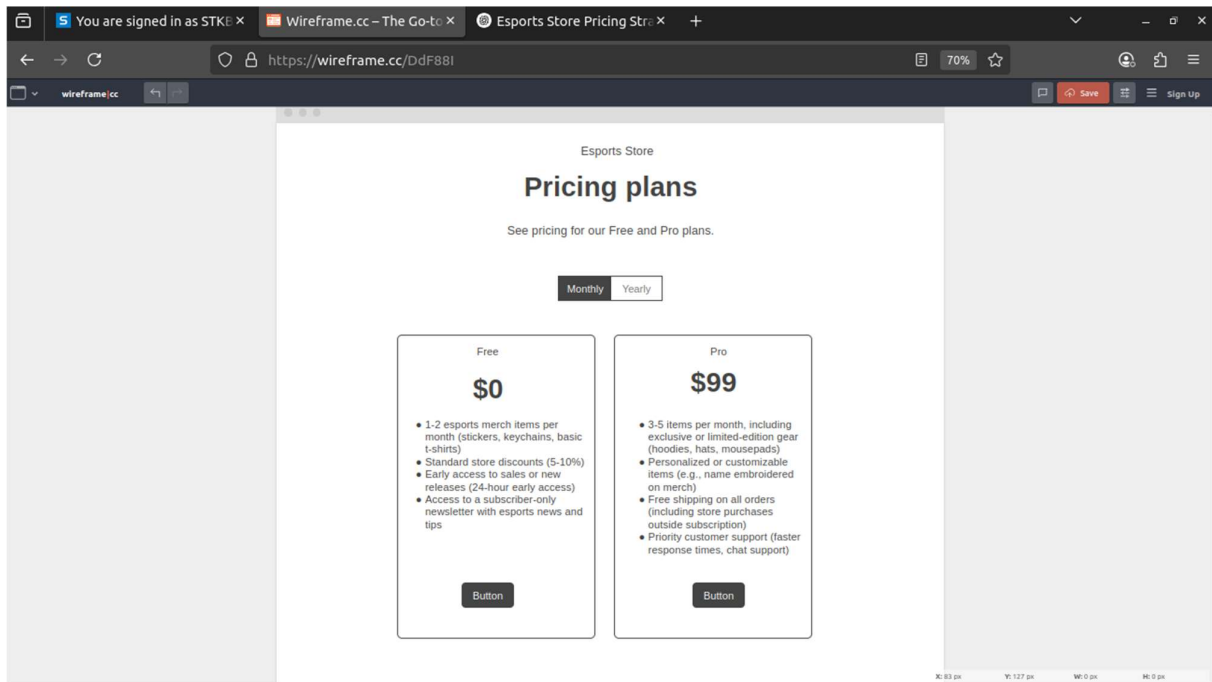 You are signed in as STKB
Wireframe.cc – The Go-to
Esports Store Pricing Stra
https://wireframe.cc/DdF88I
70%
wireframe|cc
Save
Sign Up
Esports Store
Pricing plans
See pricing for our Free and Pro plans.
Monthly
Yearly
Free
$0
● 1-2 esports merch items per
month (stickers, keychains, basic
t-shirts)
● Standard store discounts (5-10%)
● Early access to sales or new
releases (24-hour early access)
● Access to a subscriber-only
newsletter with esports news and
tips
Button
Pro
$99
● 3-5 items per month, including
exclusive or limited-edition gear
(hoodies, hats, mousepads)
● Personalized or customizable
items (e.g., name embroidered
on merch)
● Free shipping on all orders
(including store purchases
outside subscription)
● Priority customer support (faster
response times, chat support)
Button
X: 83 px
Y: 127 px
W: 0 px
H: 0 px